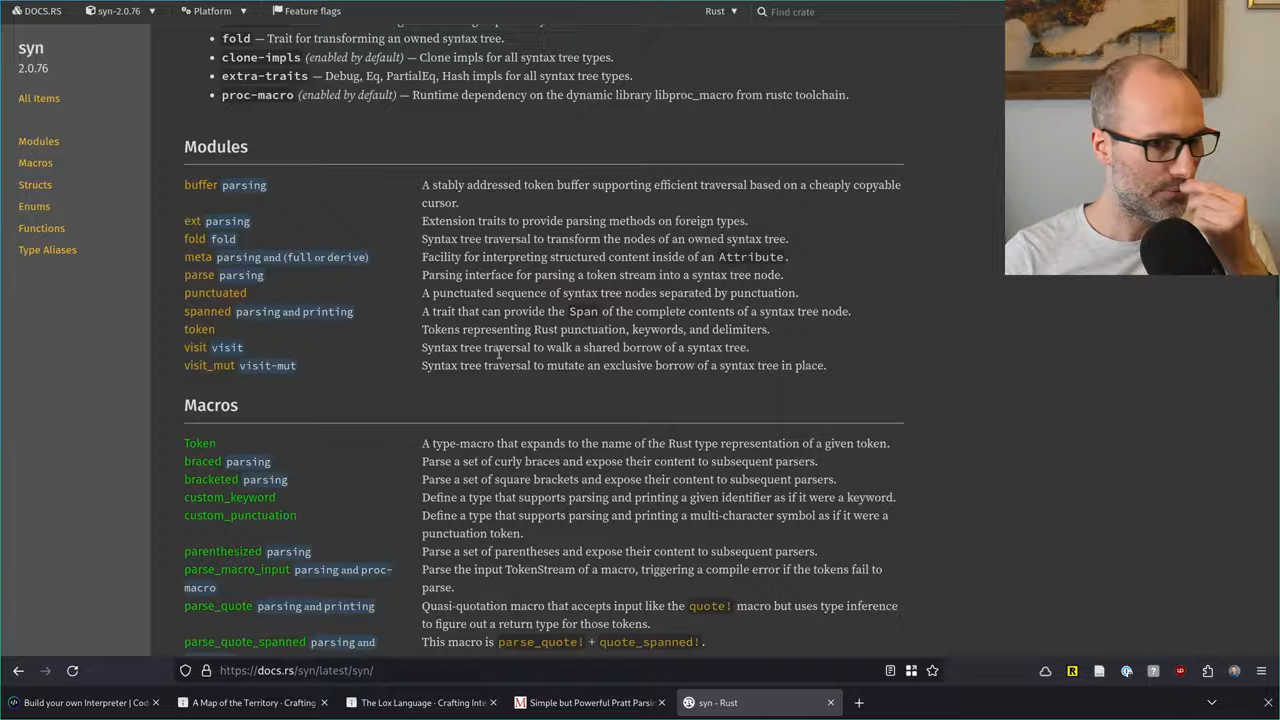 DOCS.RS syn-2.0.76 Platform Feature flags Rust Find crate
syn
2.0.76
All Items
Modules
Macros
Structs
Enums
Functions
Type Aliases
fold — Trait for transforming an owned syntax tree.
clone-impls (enabled by default) — Clone impls for all syntax tree types.
extra-traits — Debug, Eq, PartialEq, Hash impls for all syntax tree types.
proc-macro (enabled by default) — Runtime dependency on the dynamic library libproc_macro from rustc toolchain.
Modules
buffer parsing A stably addressed token buffer supporting efficient traversal based on a cheaply copyable
cursor.
ext parsing Extension traits to provide parsing methods on foreign types.
fold fold Syntax tree traversal to transform the nodes of an owned syntax tree.
meta parsing and (full or derive) Facility for interpreting structured content inside of an Attribute.
parse parsing Parsing interface for parsing a token stream into a syntax tree node.
punctuated A punctuated sequence of syntax tree nodes separated by punctuation.
spanned parsing and printing A trait that can provide the Span of the complete contents of a syntax tree node.
token Tokens representing Rust punctuation, keywords, and delimiters.
visit visit Syntax tree traversal to walk a shared borrow of a syntax tree.
visit_mut visit-mut Syntax tree traversal to mutate an exclusive borrow of a syntax tree in place.
Macros
Token A type-macro that expands to the name of the Rust type representation of a given token.
braced parsing Parse a set of curly braces and expose their content to subsequent parsers.
bracketed parsing Parse a set of square brackets and expose their content to subsequent parsers.
custom_keyword Define a type that supports parsing and printing a given identifier as if it were a keyword.
custom_punctuation Define a type that supports parsing and printing a multi-character symbol as if it were a
punctuation token.
parenthesized parsing Parse a set of parentheses and expose their content to subsequent parsers.
parse_macro_input parsing and proc- Parse the input TokenStream of a macro, triggering a compile error if the tokens fail to
macro parse.
parse_quote parsing and printing Quasi-quotation macro that accepts input like the quote! macro but uses type inference
to figure out a return type for those tokens.
parse_quote_spanned parsing and This macro is parse_quote! + quote_spanned!.
https://docs.rs/syn/latest/syn/
Build your own Interpreter | Cod A Map of the Territory · Crafting The Lox Language · Crafting Inte Simple but Powerful Pratt Parsin syn - Rust